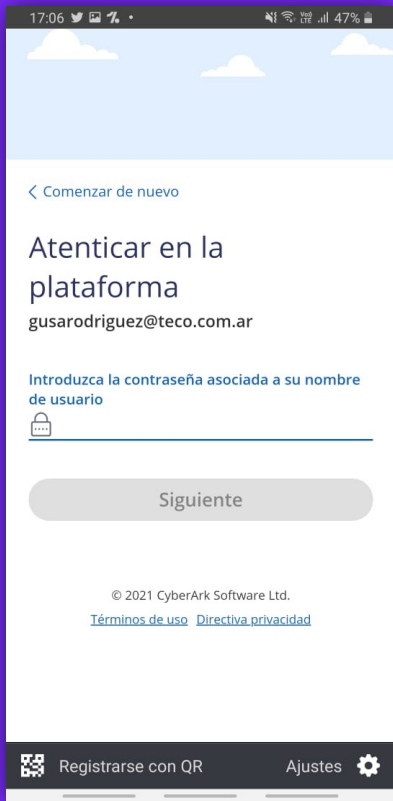 17:06
47%
Comenzar de nuevo
Atenticar en la
plataforma
gusarodriguez@teco.com.ar
Introduzca la contraseña asociada a su nombre
de usuario
Siguiente
© 2021 CyberArk Software Ltd.
Términos de uso Directiva privacidad
Registrarse con QR Ajustes